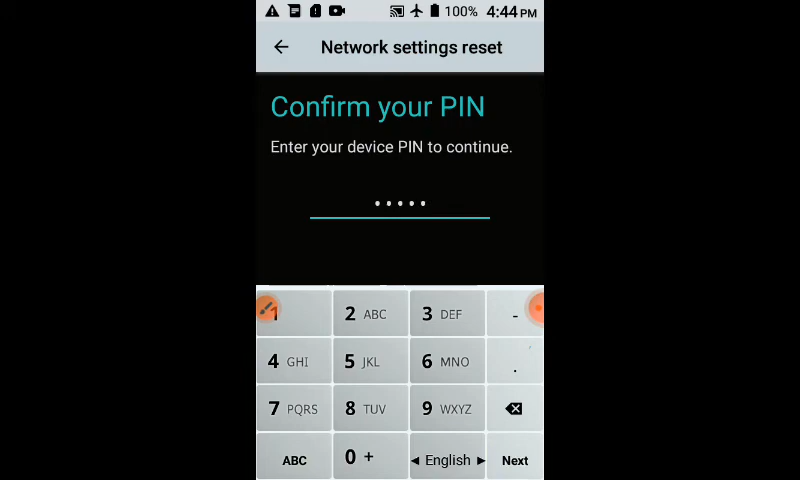 100% 4:44 PM
Network settings reset
Confirm your PIN
Enter your device PIN to continue.
•••••
1 2 ABC 3 DEF -
4 GHI 5 JKL 6 MNO .
7 PQRS 8 TUV 9 WXYZ
ABC 0 + ◄ English ► Next